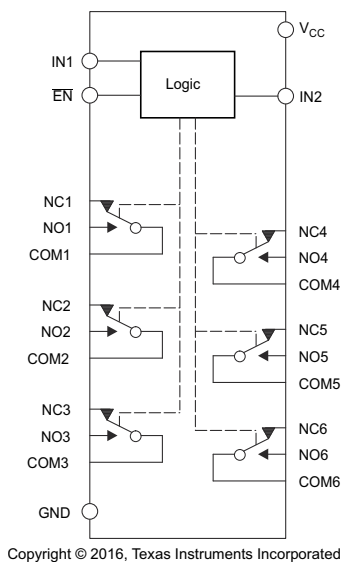 V_CC
IN1
Logic
E̅N̅
IN2
NC1
NO1
COM1
NC4
NO4
COM4
NC2
NO2
COM2
NC5
NO5
COM5
NC3
NO3
COM3
NC6
NO6
COM6
GND
Copyright © 2016, Texas Instruments Incorporated